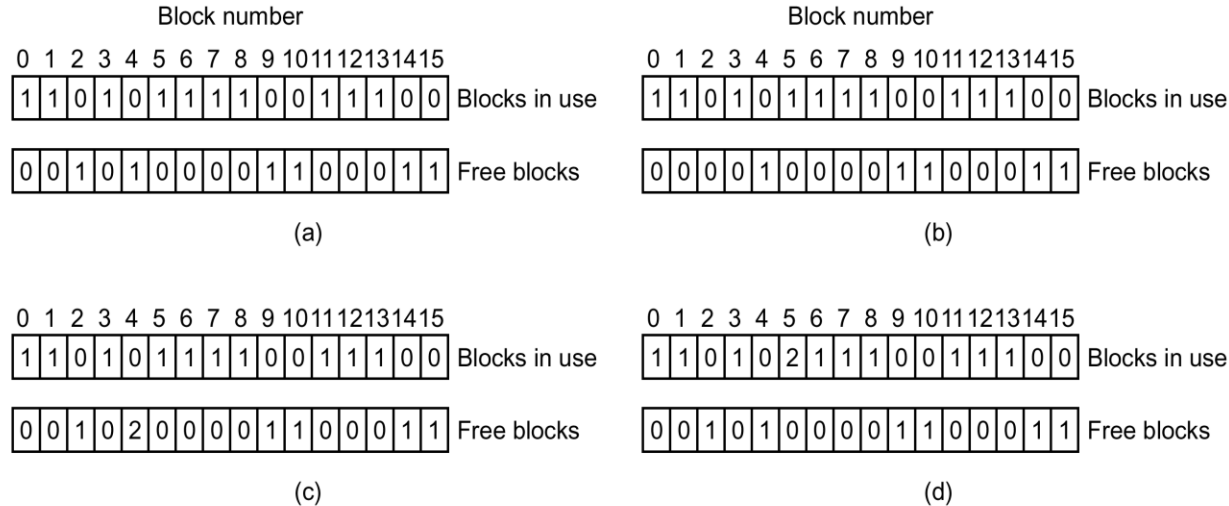 Block number
0 1 2 3 4 5 6 7 8 9 10 11 12 13 14 15
1 1 0 1 0 1 1 1 1 0 0 1 1 1 0 0 Blocks in use
0 0 1 0 1 0 0 0 0 1 1 0 0 0 1 1 Free blocks
(a)
Block number
0 1 2 3 4 5 6 7 8 9 10 11 12 13 14 15
1 1 0 1 0 1 1 1 1 0 0 1 1 1 0 0 Blocks in use
0 0 0 0 1 0 0 0 0 1 1 0 0 0 1 1 Free blocks
(b)
0 1 2 3 4 5 6 7 8 9 10 11 12 13 14 15
1 1 0 1 0 1 1 1 1 0 0 1 1 1 0 0 Blocks in use
0 0 1 0 2 0 0 0 0 1 1 0 0 0 1 1 Free blocks
(c)
0 1 2 3 4 5 6 7 8 9 10 11 12 13 14 15
1 1 0 1 0 2 1 1 1 0 0 1 1 1 0 0 Blocks in use
0 0 1 0 1 0 0 0 0 1 1 0 0 0 1 1 Free blocks
(d)